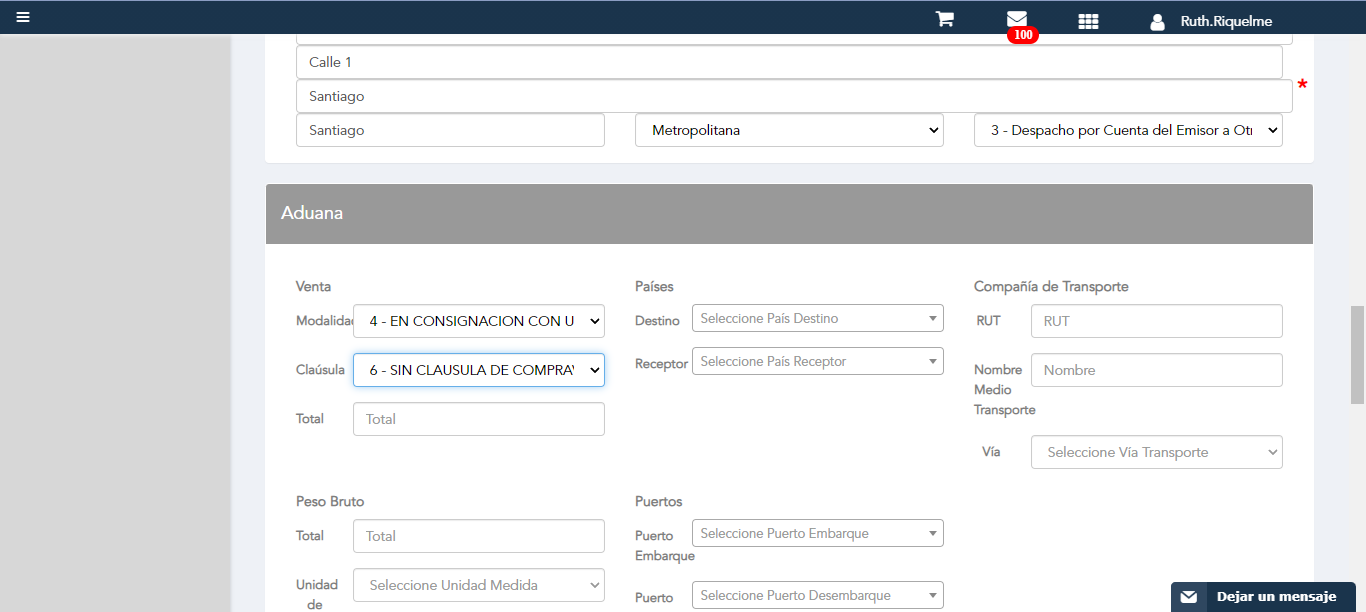 100
Ruth.Riquelme
Calle 1
Santiago
*
Santiago
Metropolitana
3 - Despacho por Cuenta del Emisor a Otr
Aduana
Venta
Modalidad
4 - EN CONSIGNACION CON U
Claúsula
6 - SIN CLAUSULA DE COMPRAV
Total
Total
Países
Destino
Seleccione País Destino
Receptor
Seleccione País Receptor
Compañía de Transporte
RUT
RUT
Nombre
Medio
Transporte
Nombre
Vía
Seleccione Vía Transporte
Peso Bruto
Total
Total
Unidad
de
Seleccione Unidad Medida
Puertos
Puerto
Embarque
Seleccione Puerto Embarque
Puerto
Seleccione Puerto Desembarque
Dejar un mensaje